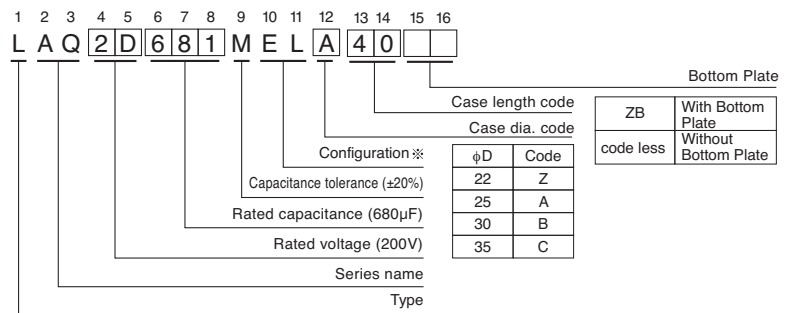 1 2 3 4 5 6 7 8 9 10 11 12 13 14 15 16
L A Q 2 D 6 8 1 M E L A 4 0
Bottom Plate
ZB With Bottom Plate
code less Without Bottom Plate
Case length code
Case dia. code
Configuration※
φD Code
22 Z
25 A
30 B
35 C
Capacitance tolerance (±20%)
Rated capacitance (680µF)
Rated voltage (200V)
Series name
Type